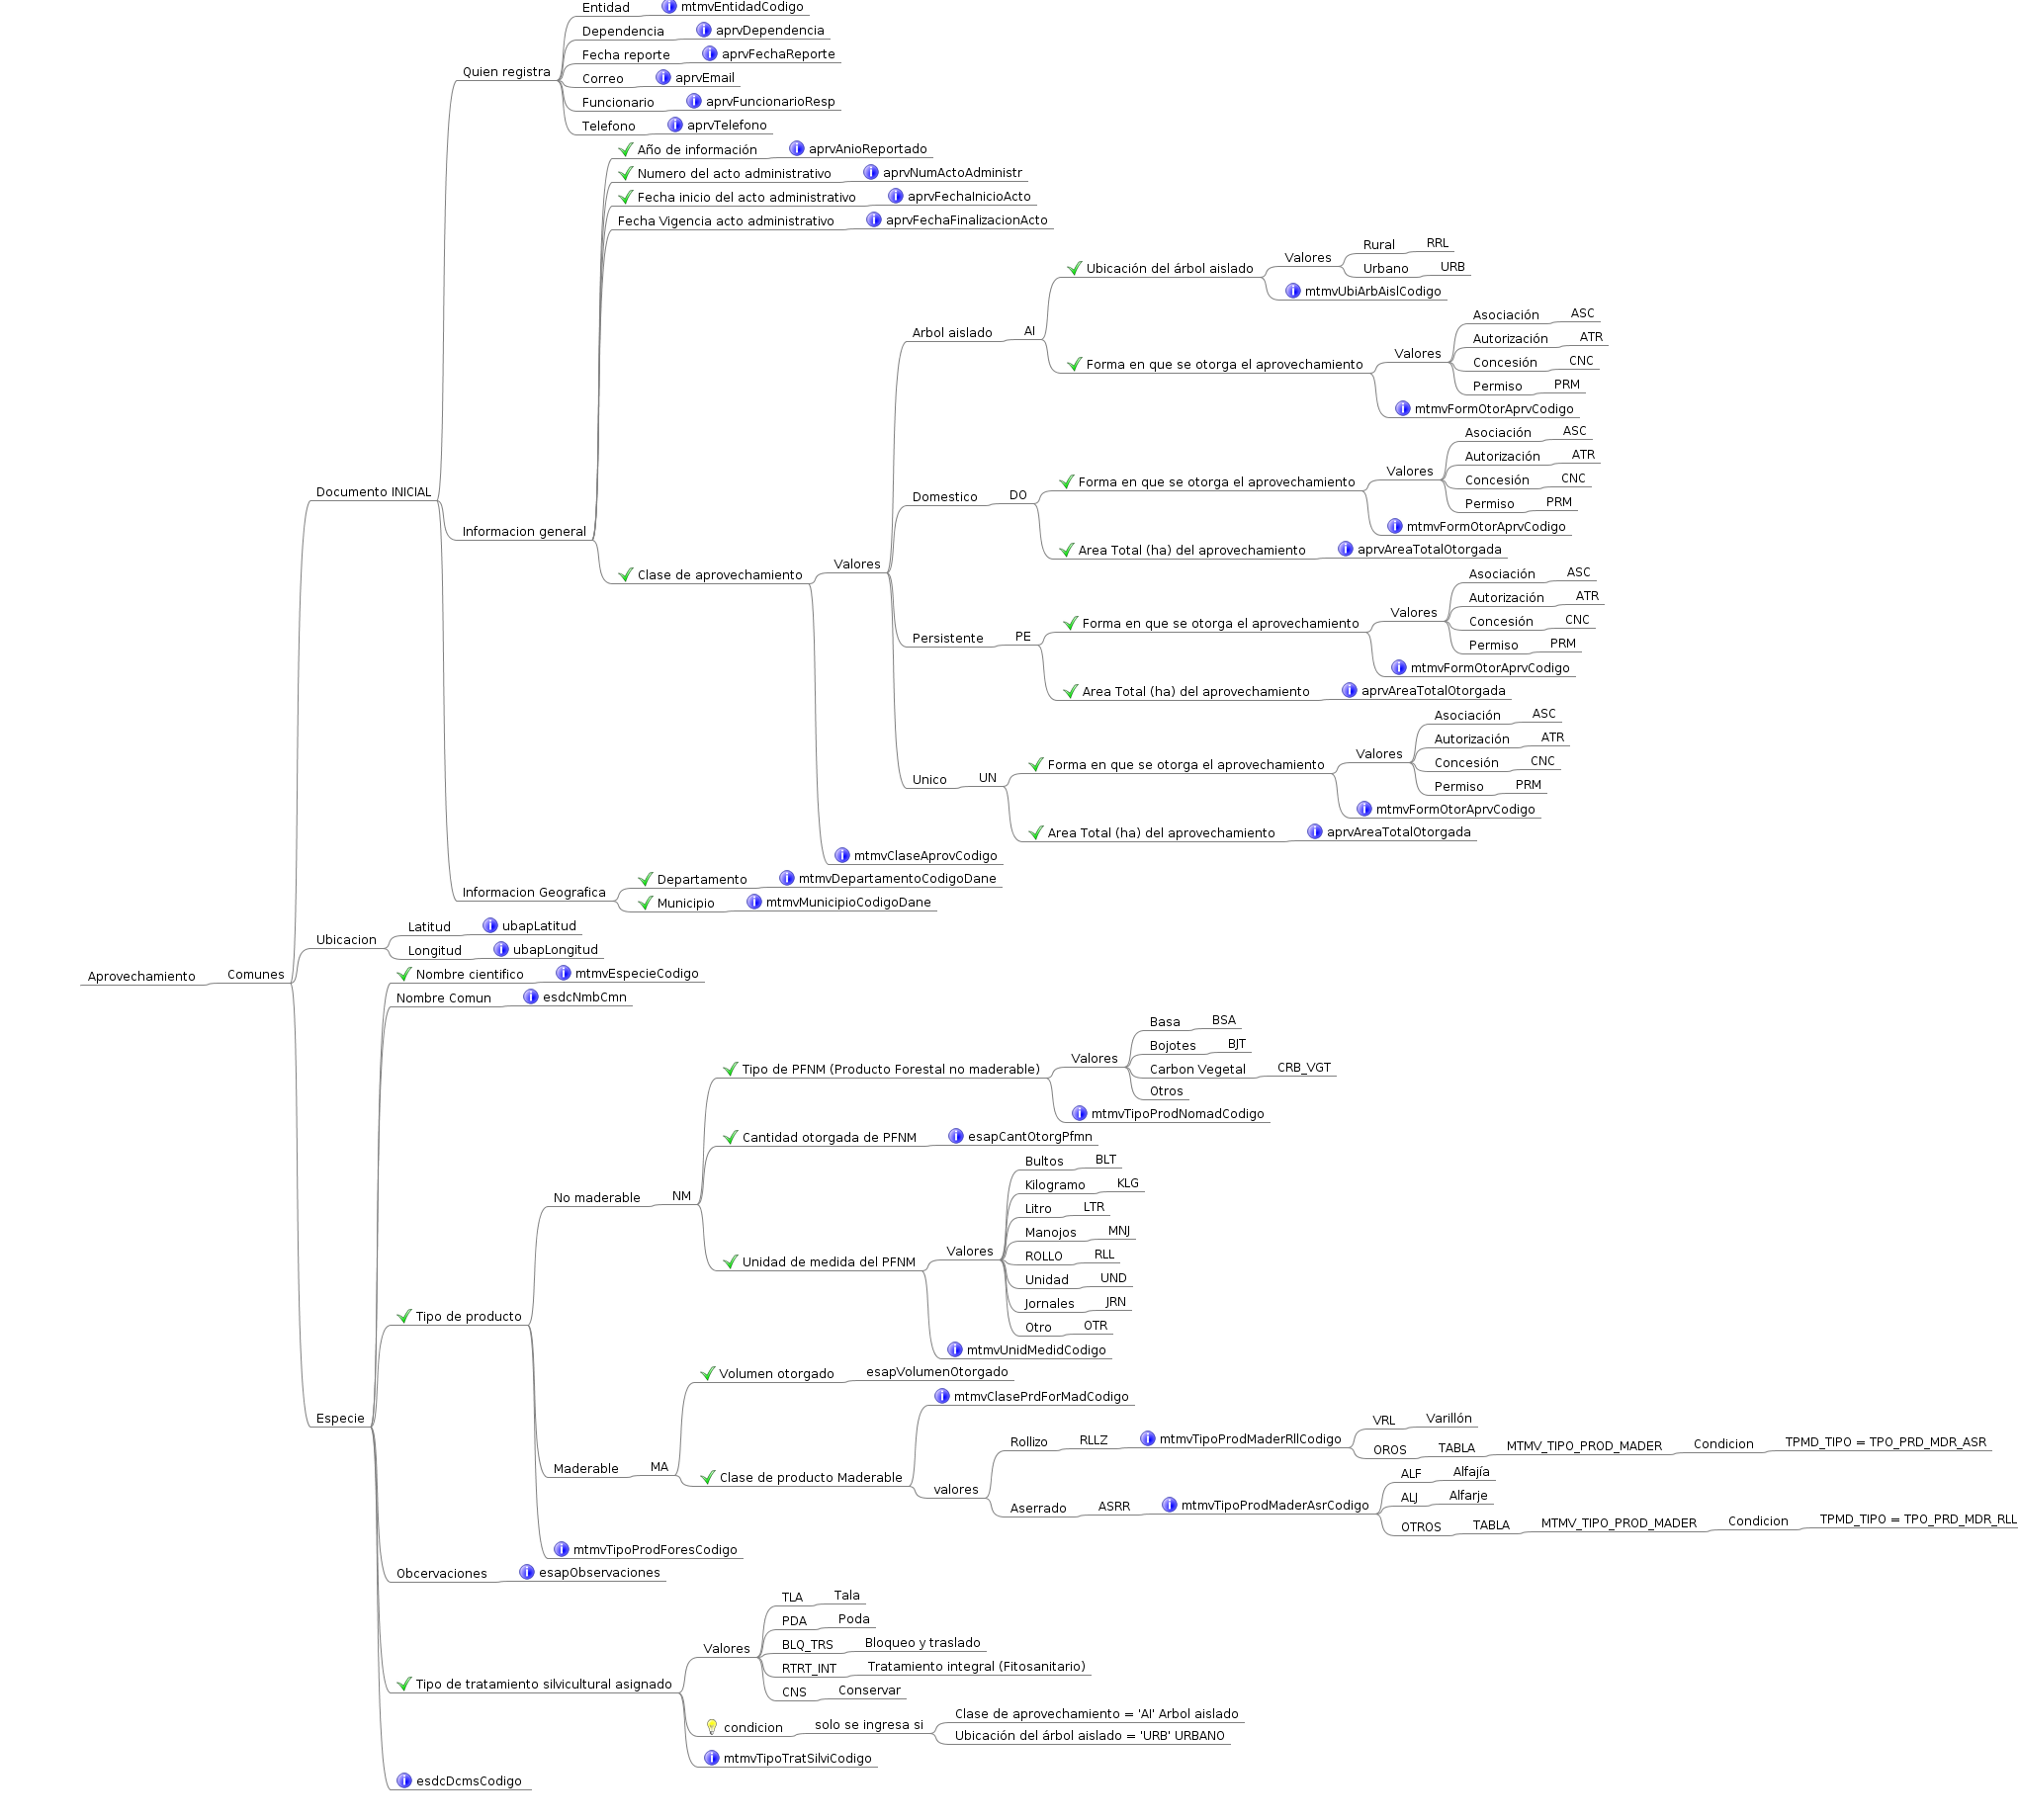 Aprovechamiento
Comunes
Documento INICIAL
Quien registra
Entidad
mtmvEntidadCodigo
Dependencia
aprvDependencia
Fecha reporte
aprvFechaReporte
Correo
aprvEmail
Funcionario
aprvFuncionarioResp
Telefono
aprvTelefono
Informacion general
Año de información
aprvAnioReportado
Numero del acto administrativo
aprvNumActoAdministr
Fecha inicio del acto administrativo
aprvFechaInicioActo
Fecha Vigencia acto administrativo
aprvFechaFinalizacionActo
Clase de aprovechamiento
Valores
Arbol aislado
AI
Ubicación del árbol aislado
Valores
Rural
RRL
Urbano
URB
mtmvUbiArbAislCodigo
Forma en que se otorga el aprovechamiento
Valores
Asociación
ASC
Autorización
ATR
Concesión
CNC
Permiso
PRM
mtmvFormOtorAprvCodigo
Domestico
DO
Forma en que se otorga el aprovechamiento
Valores
Asociación
ASC
Autorización
ATR
Concesión
CNC
Permiso
PRM
mtmvFormOtorAprvCodigo
Area Total (ha) del aprovechamiento
aprvAreaTotalOtorgada
Persistente
PE
Forma en que se otorga el aprovechamiento
Valores
Asociación
ASC
Autorización
ATR
Concesión
CNC
Permiso
PRM
mtmvFormOtorAprvCodigo
Area Total (ha) del aprovechamiento
aprvAreaTotalOtorgada
Unico
UN
Forma en que se otorga el aprovechamiento
Valores
Asociación
ASC
Autorización
ATR
Concesión
CNC
Permiso
PRM
mtmvFormOtorAprvCodigo
Area Total (ha) del aprovechamiento
aprvAreaTotalOtorgada
mtmvClaseAprovCodigo
Informacion Geografica
Departamento
mtmvDepartamentoCodigoDane
Municipio
mtmvMunicipioCodigoDane
Ubicacion
Latitud
ubapLatitud
Longitud
ubapLongitud
Especie
Nombre cientifico
mtmvEspecieCodigo
Nombre Comun
esdcNmbCmn
Tipo de producto
No maderable
NM
Tipo de PFNM (Producto Forestal no maderable)
Valores
Basa
BSA
Bojotes
BJT
Carbon Vegetal
CRB_VGT
Otros
mtmvTipoProdNomadCodigo
Cantidad otorgada de PFNM
esapCantOtorgPfmn
Unidad de medida del PFNM
Valores
Bultos
BLT
Kilogramo
KLG
Litro
LTR
Manojos
MNJ
ROLLO
RLL
Unidad
UND
Jornales
JRN
Otro
OTR
mtmvUnidMedidCodigo
Maderable
MA
Volumen otorgado
esapVolumenOtorgado
Clase de producto Maderable
mtmvClasePrdForMadCodigo
valores
Rollizo
RLLZ
mtmvTipoProdMaderRllCodigo
VRL
Varillón
OROS
TABLA
MTMV_TIPO_PROD_MADER
Condicion
TPMD_TIPO = TPO_PRD_MDR_ASR
Aserrado
ASRR
mtmvTipoProdMaderAsrCodigo
ALF
Alfajía
ALJ
Alfarje
OTROS
TABLA
MTMV_TIPO_PROD_MADER
Condicion
TPMD_TIPO = TPO_PRD_MDR_RLL
mtmvTipoProdForesCodigo
Obcervaciones
esapObservaciones
Tipo de tratamiento silvicultural asignado
Valores
TLA
Tala
PDA
Poda
BLQ_TRS
Bloqueo y traslado
RTRT_INT
Tratamiento integral (Fitosanitario)
CNS
Conservar
condicion
solo se ingresa si
Clase de aprovechamiento = 'AI' Arbol aislado
Ubicación del árbol aislado = 'URB' URBANO
mtmvTipoTratSilviCodigo
esdcDcmsCodigo